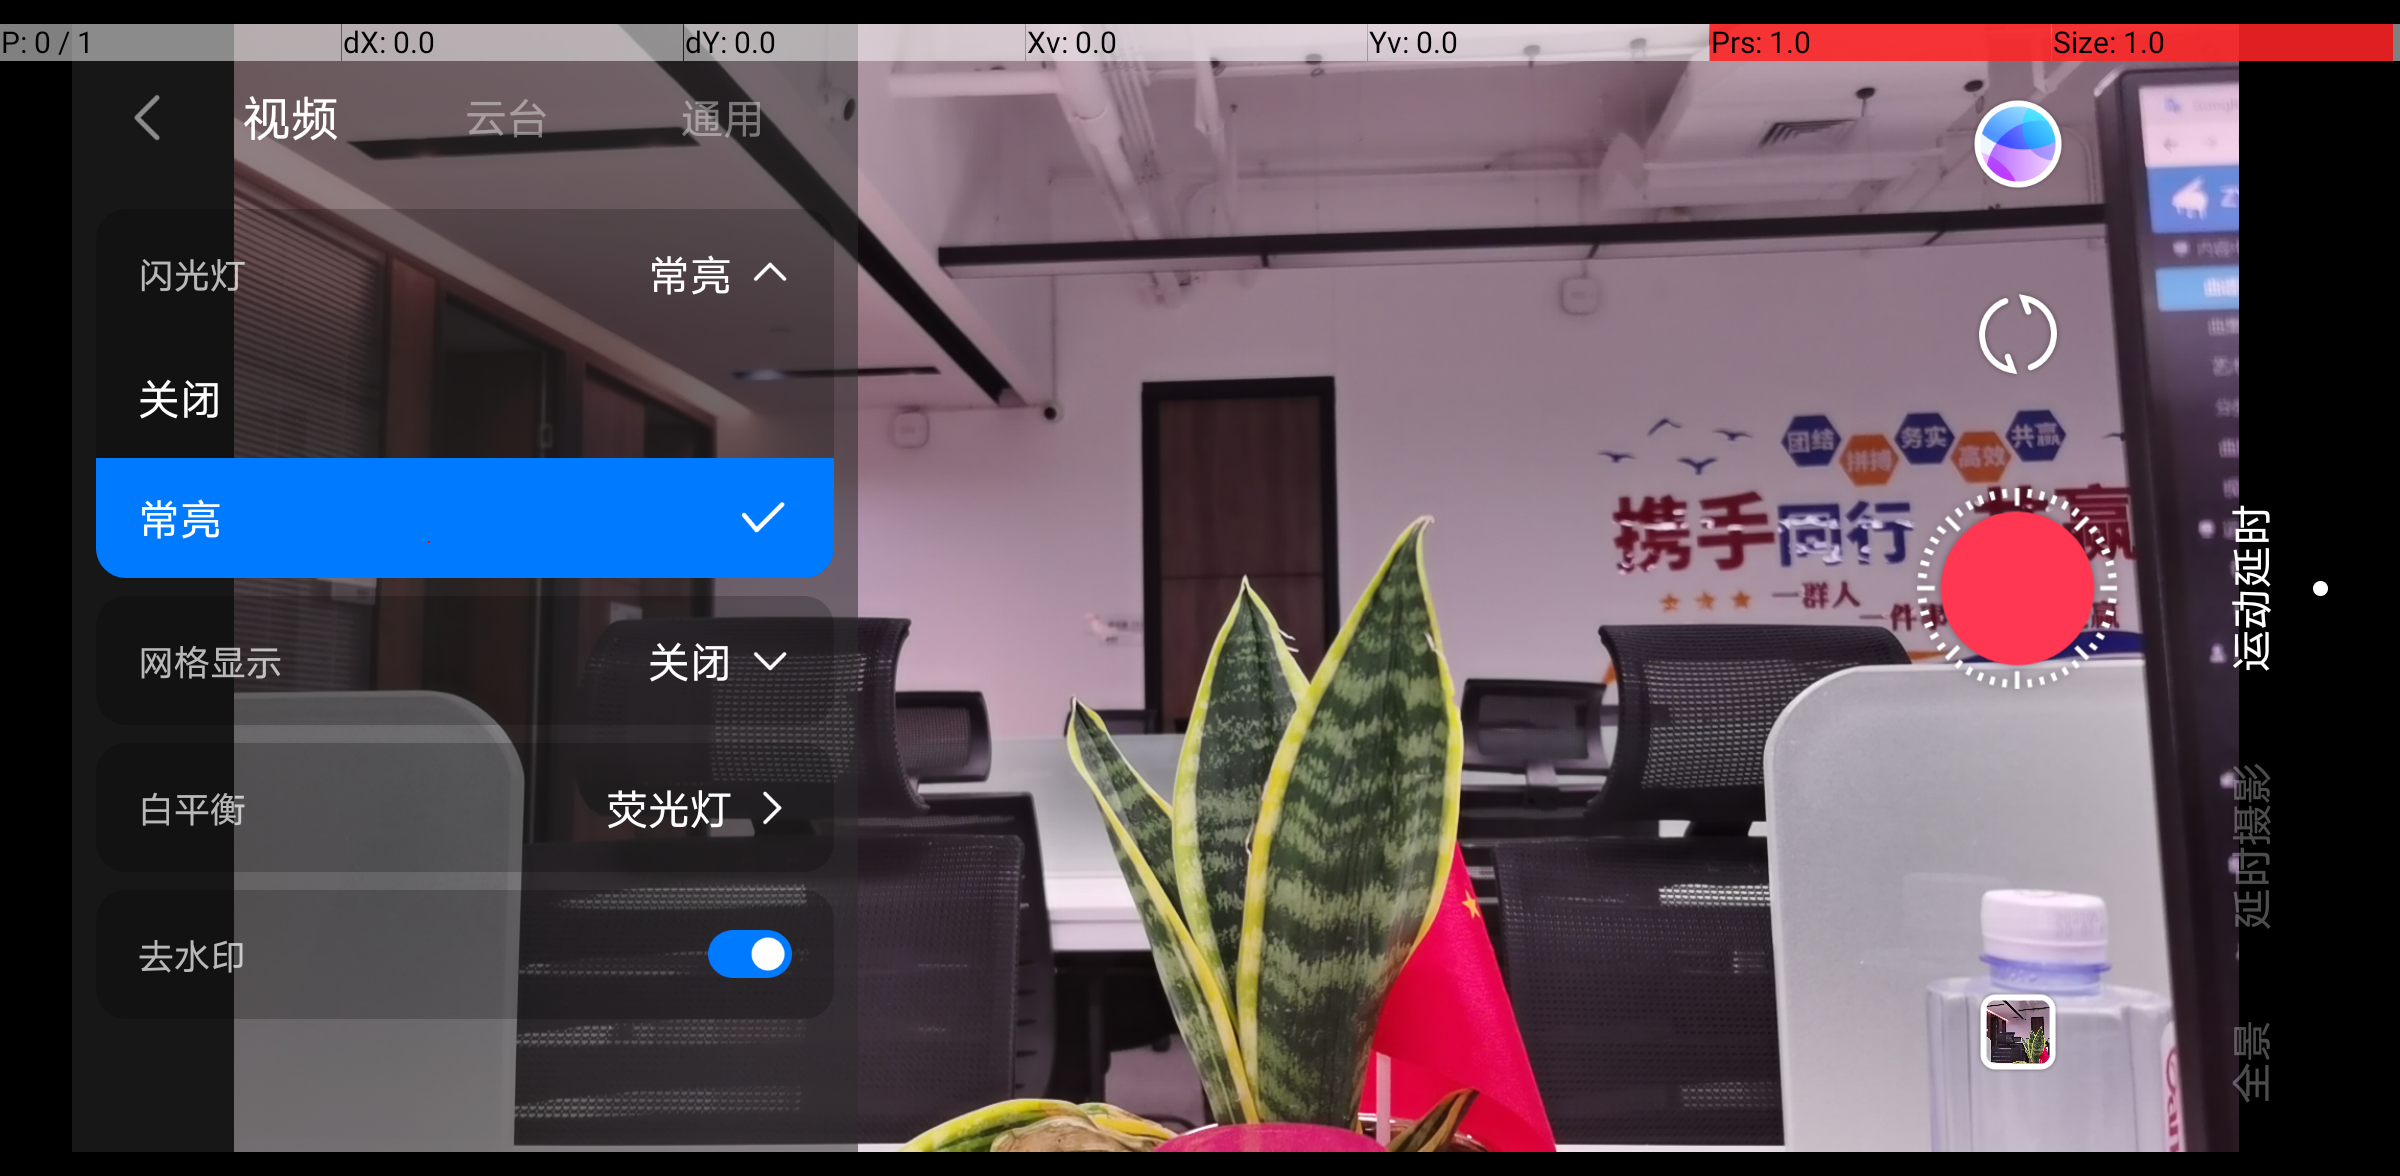 P: 0 / 1
dX: 0.0
dY: 0.0
Xv: 0.0
Yv: 0.0
Prs: 1.0
Size: 1.0
视频
云台
通用
闪光灯
常亮
关闭
常亮
网格显示
关闭
白平衡
荧光灯
去水印
团结
拼搏
务实
高效
共赢
携手同行
赢
一群人
一件事
赢
运动延时
延时摄影
全景